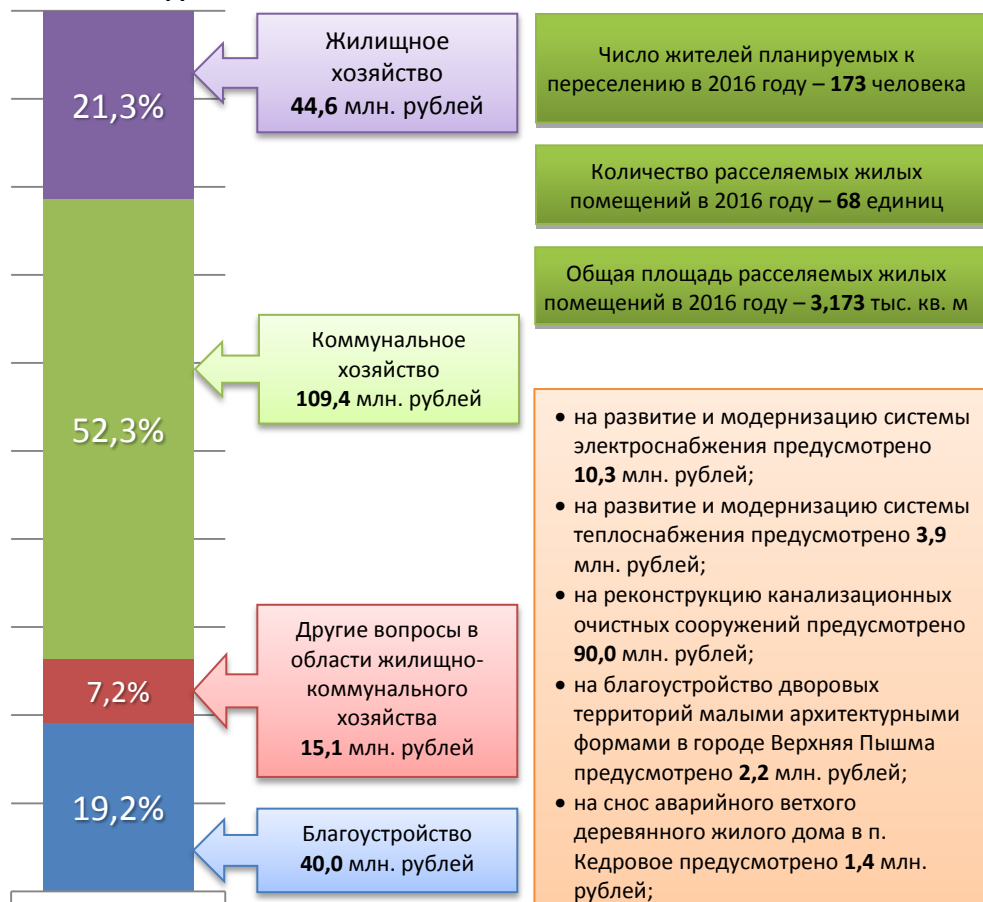 21,3%
52,3%
7,2%
19,2%
Жилищное
хозяйство
44,6 млн. рублей
Коммунальное
хозяйство
109,4 млн. рублей
Другие вопросы в
области жилищно-
коммунального
хозяйства
15,1 млн. рублей
Благоустройство
40,0 млн. рублей
Число жителей планируемых к
переселению в 2016 году – 173 человека
Количество расселяемых жилых
помещений в 2016 году – 68 единиц
Общая площадь расселяемых жилых
помещений в 2016 году – 3,173 тыс. кв. м
• на развитие и модернизацию системы
электроснабжения предусмотрено
10,3 млн. рублей;
• на развитие и модернизацию системы
теплоснабжения предусмотрено 3,9
млн. рублей;
• на реконструкцию канализационных
очистных сооружений предусмотрено
90,0 млн. рублей;
• на благоустройство дворовых
территорий малыми архитектурными
формами в городе Верхняя Пышма
предусмотрено 2,2 млн. рублей;
• на снос аварийного ветхого
деревянного жилого дома в п.
Кедровое предусмотрено 1,4 млн.
рублей;